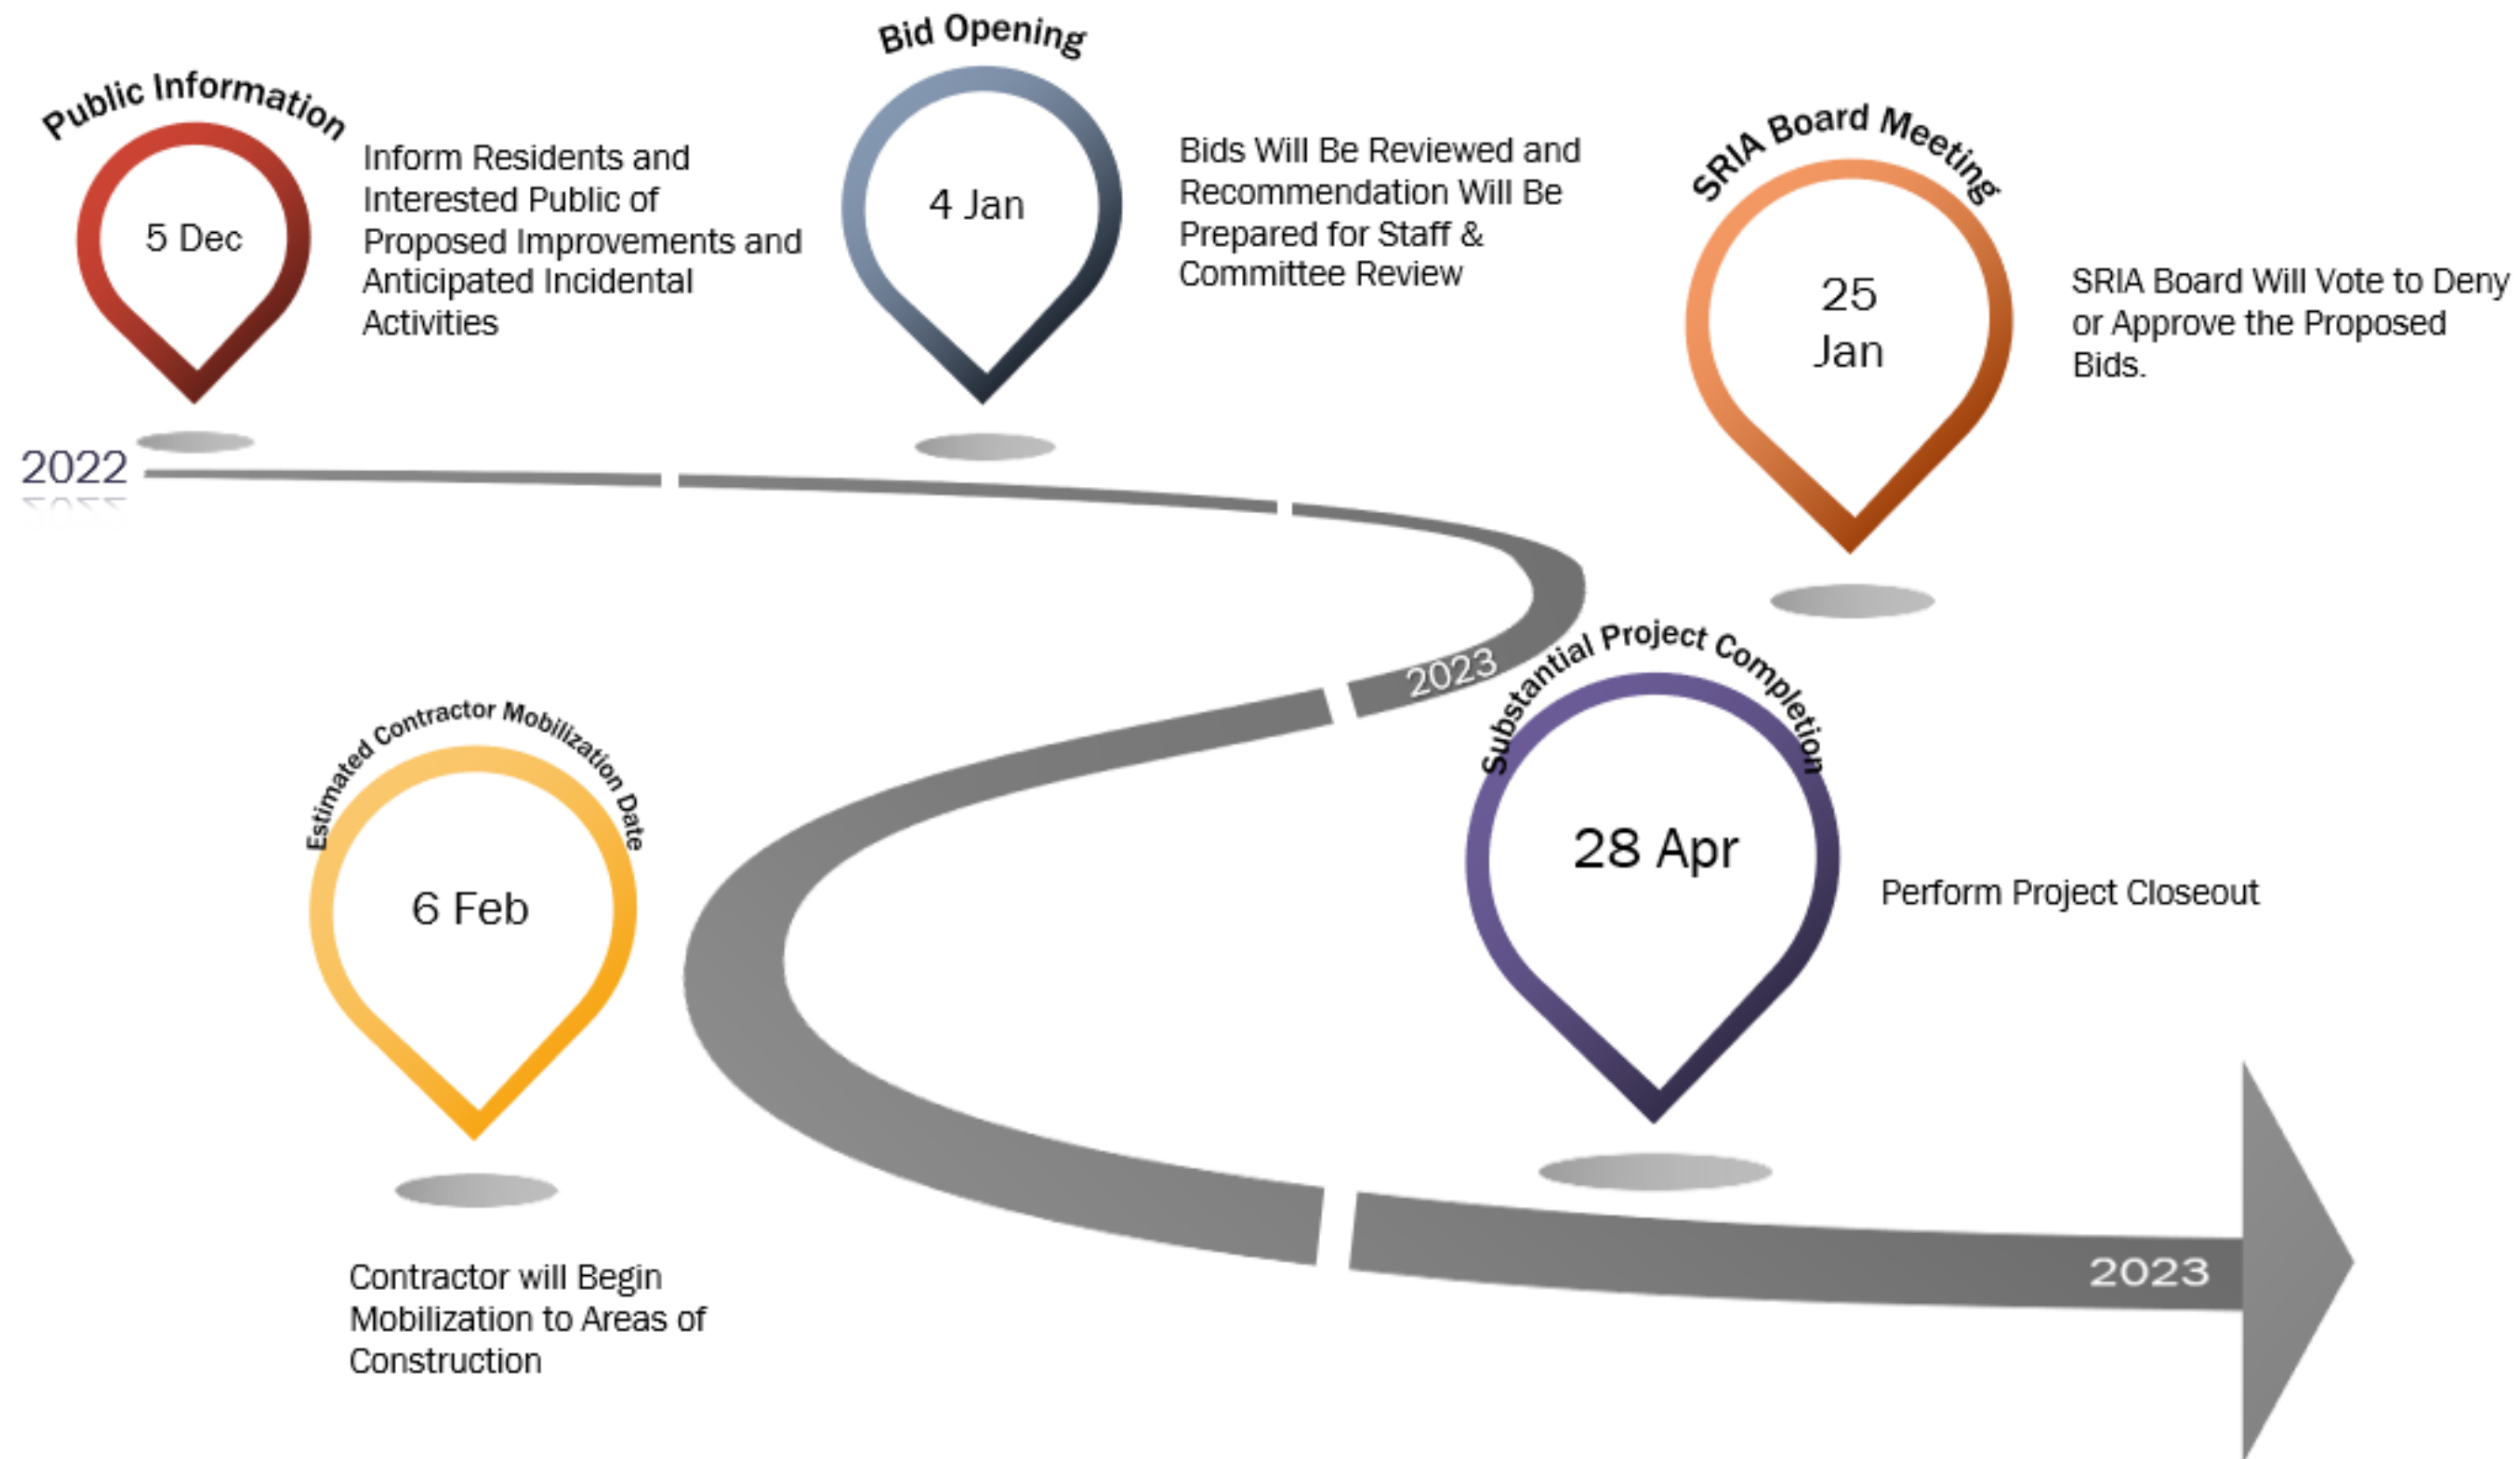 Public Information
5 Dec
Inform Residents and
Interested Public of
Proposed Improvements and
Anticipated Incidental
Activities
Bid Opening
4 Jan
Bids Will Be Reviewed and
Recommendation Will Be
Prepared for Staff &
Committee Review
SRIA Board Meeting
25
Jan
SRIA Board Will Vote to Deny
or Approve the Proposed
Bids.
2022
2023
Estimated Contractor Mobilization Date
6 Feb
Contractor will Begin
Mobilization to Areas of
Construction
Substantial Project Completion
28 Apr
Perform Project Closeout
2023